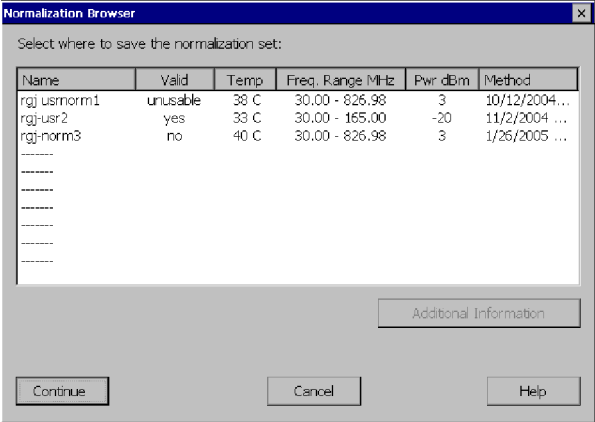 Normalization Browser
Select where to save the normalization set:
Name Valid Temp Freq. Range MHz Pwr dBm Method
rgj usrnorm1 unusable 38 C 30.00 - 826.98 3 10/12/2004...
rgj-usr2 yes 33 C 30.00 - 165.00 -20 11/2/2004 ...
rgj-norm3 no 40 C 30.00 - 826.98 3 1/26/2005 ...
-------
-------
-------
-------
-------
-------
-------
Additional Information
Continue Cancel Help